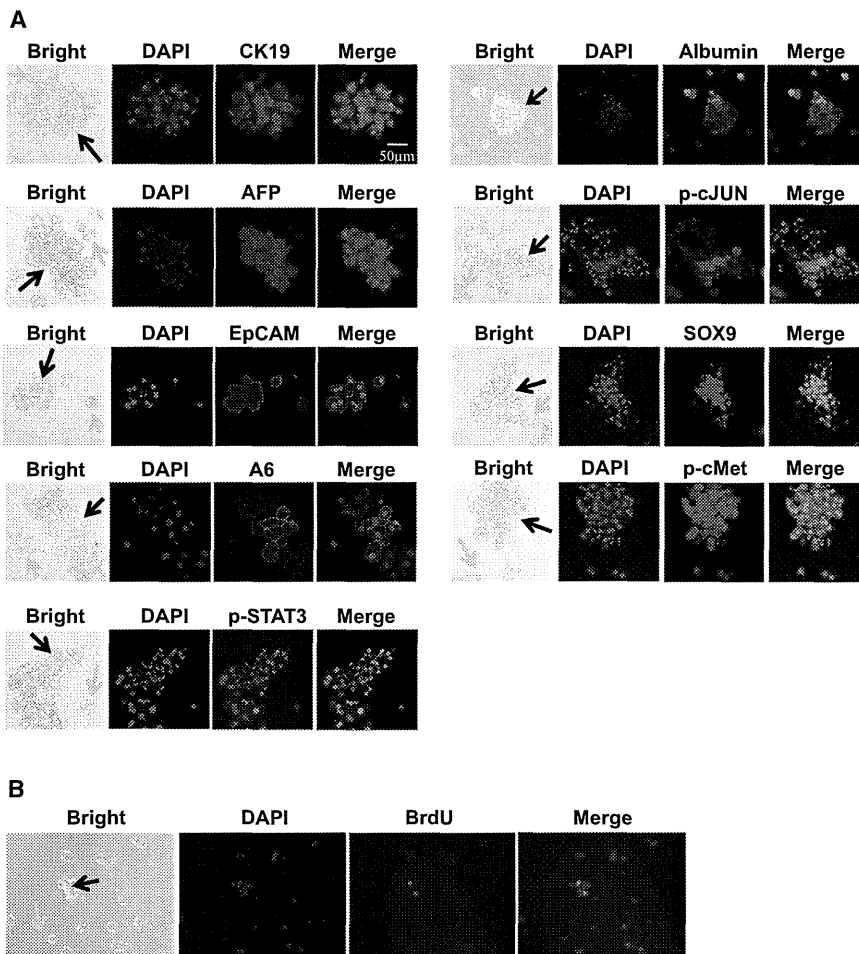 A
Bright DAPI CK19 Merge
50µm
Bright DAPI AFP Merge
Bright DAPI EpCAM Merge
Bright DAPI A6 Merge
Bright DAPI p-STAT3 Merge
Bright DAPI Albumin Merge
Bright DAPI p-cJUN Merge
Bright DAPI SOX9 Merge
Bright DAPI p-cMet Merge
B
Bright DAPI BrdU Merge